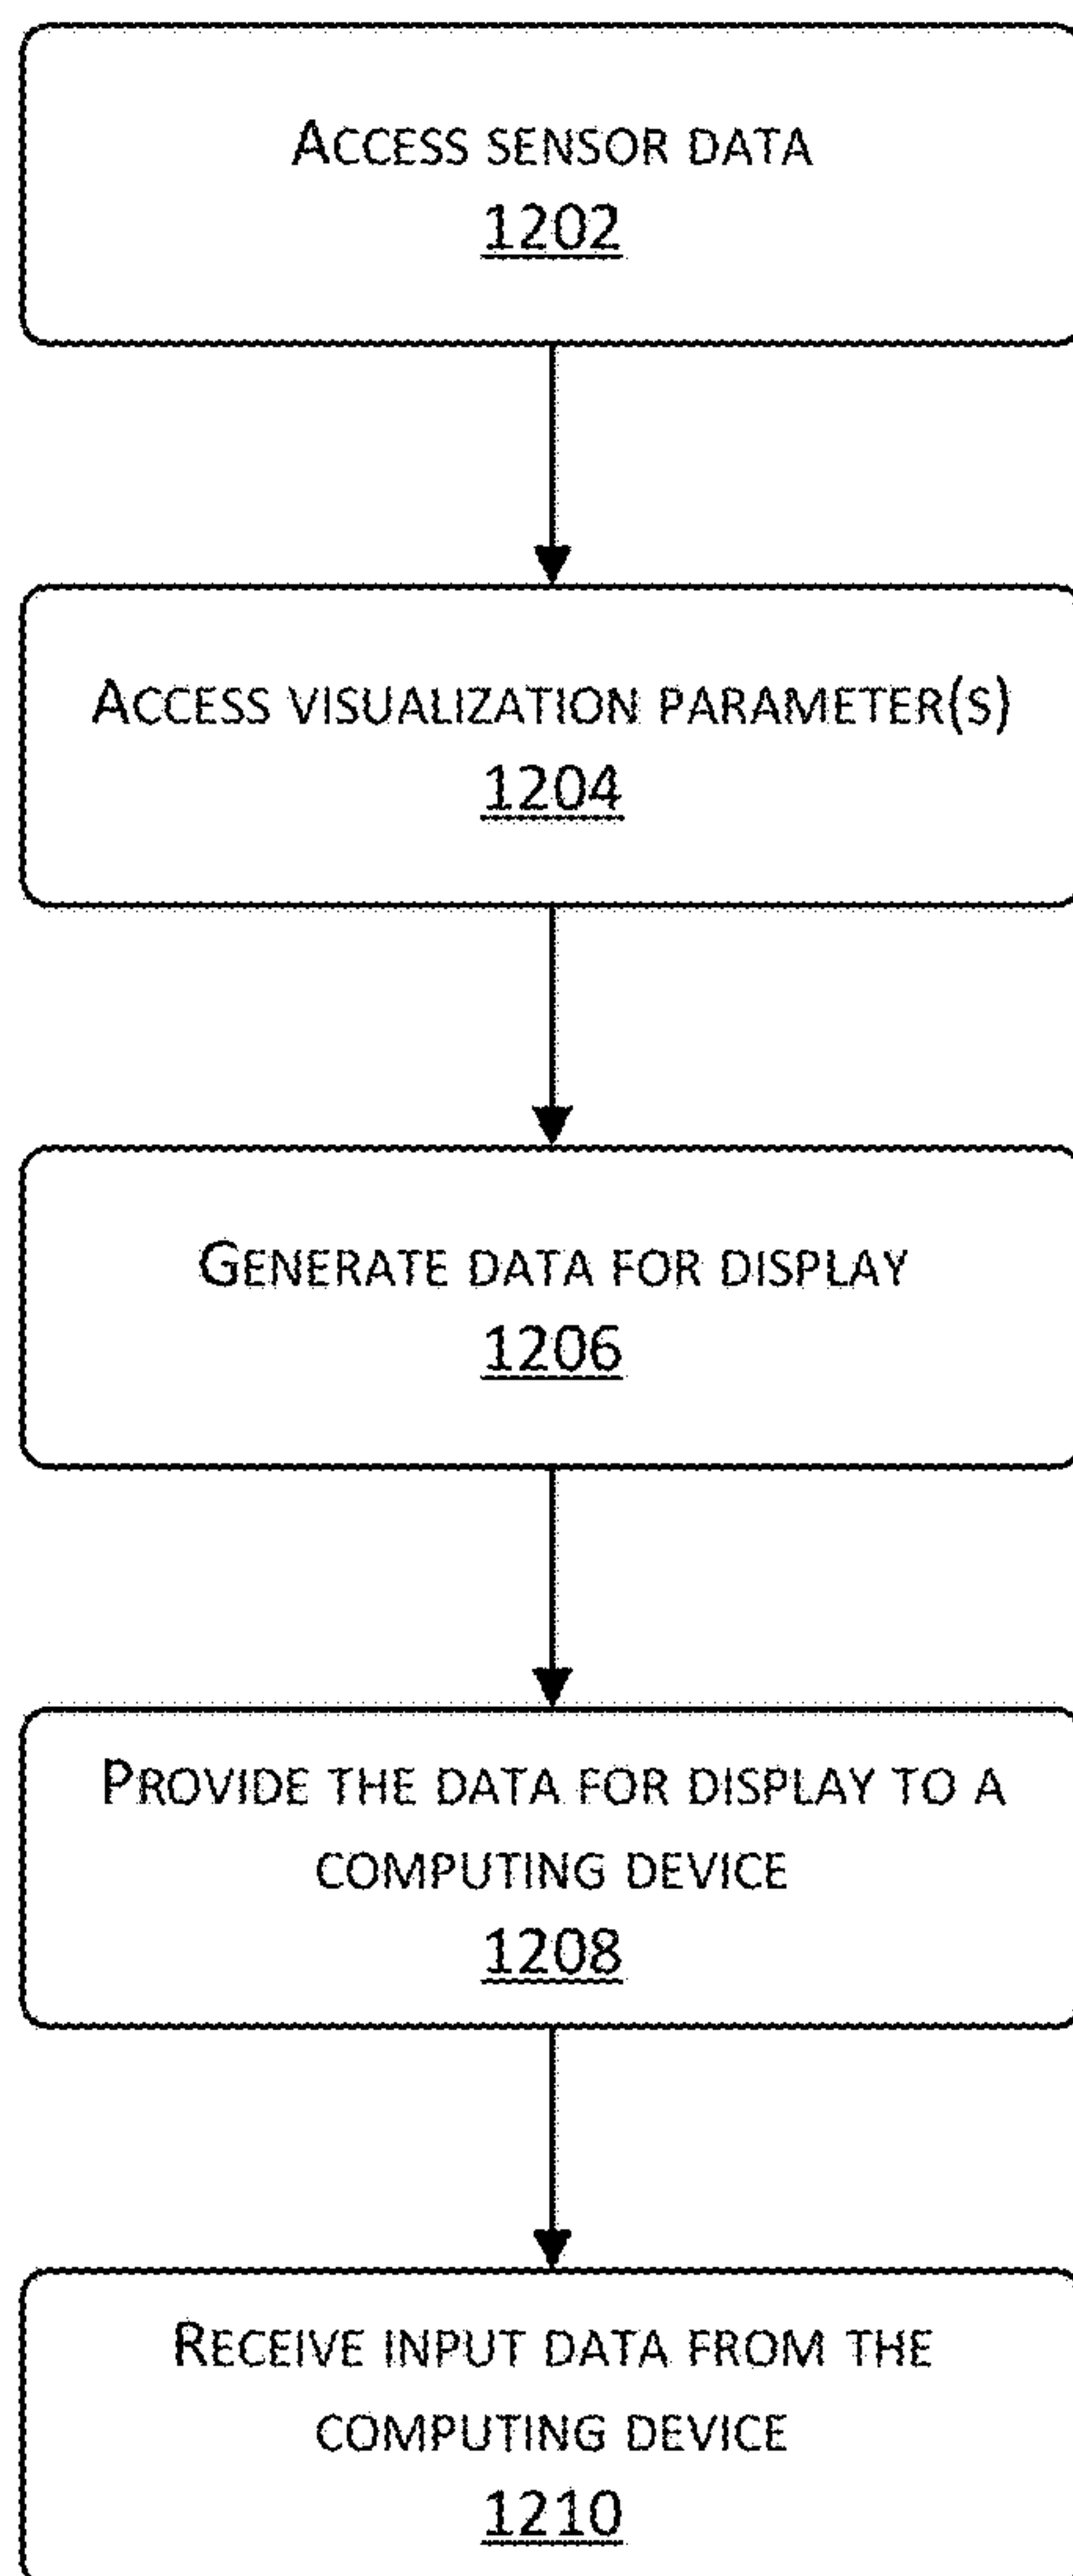 ACCESS SENSOR DATA
1202
ACCESS VISUALIZATION PARAMETER(S)
1204
GENERATE DATA FOR DISPLAY
1206
PROVIDE THE DATA FOR DISPLAY TO A
COMPUTING DEVICE
1208
RECEIVE INPUT DATA FROM THE
COMPUTING DEVICE
1210